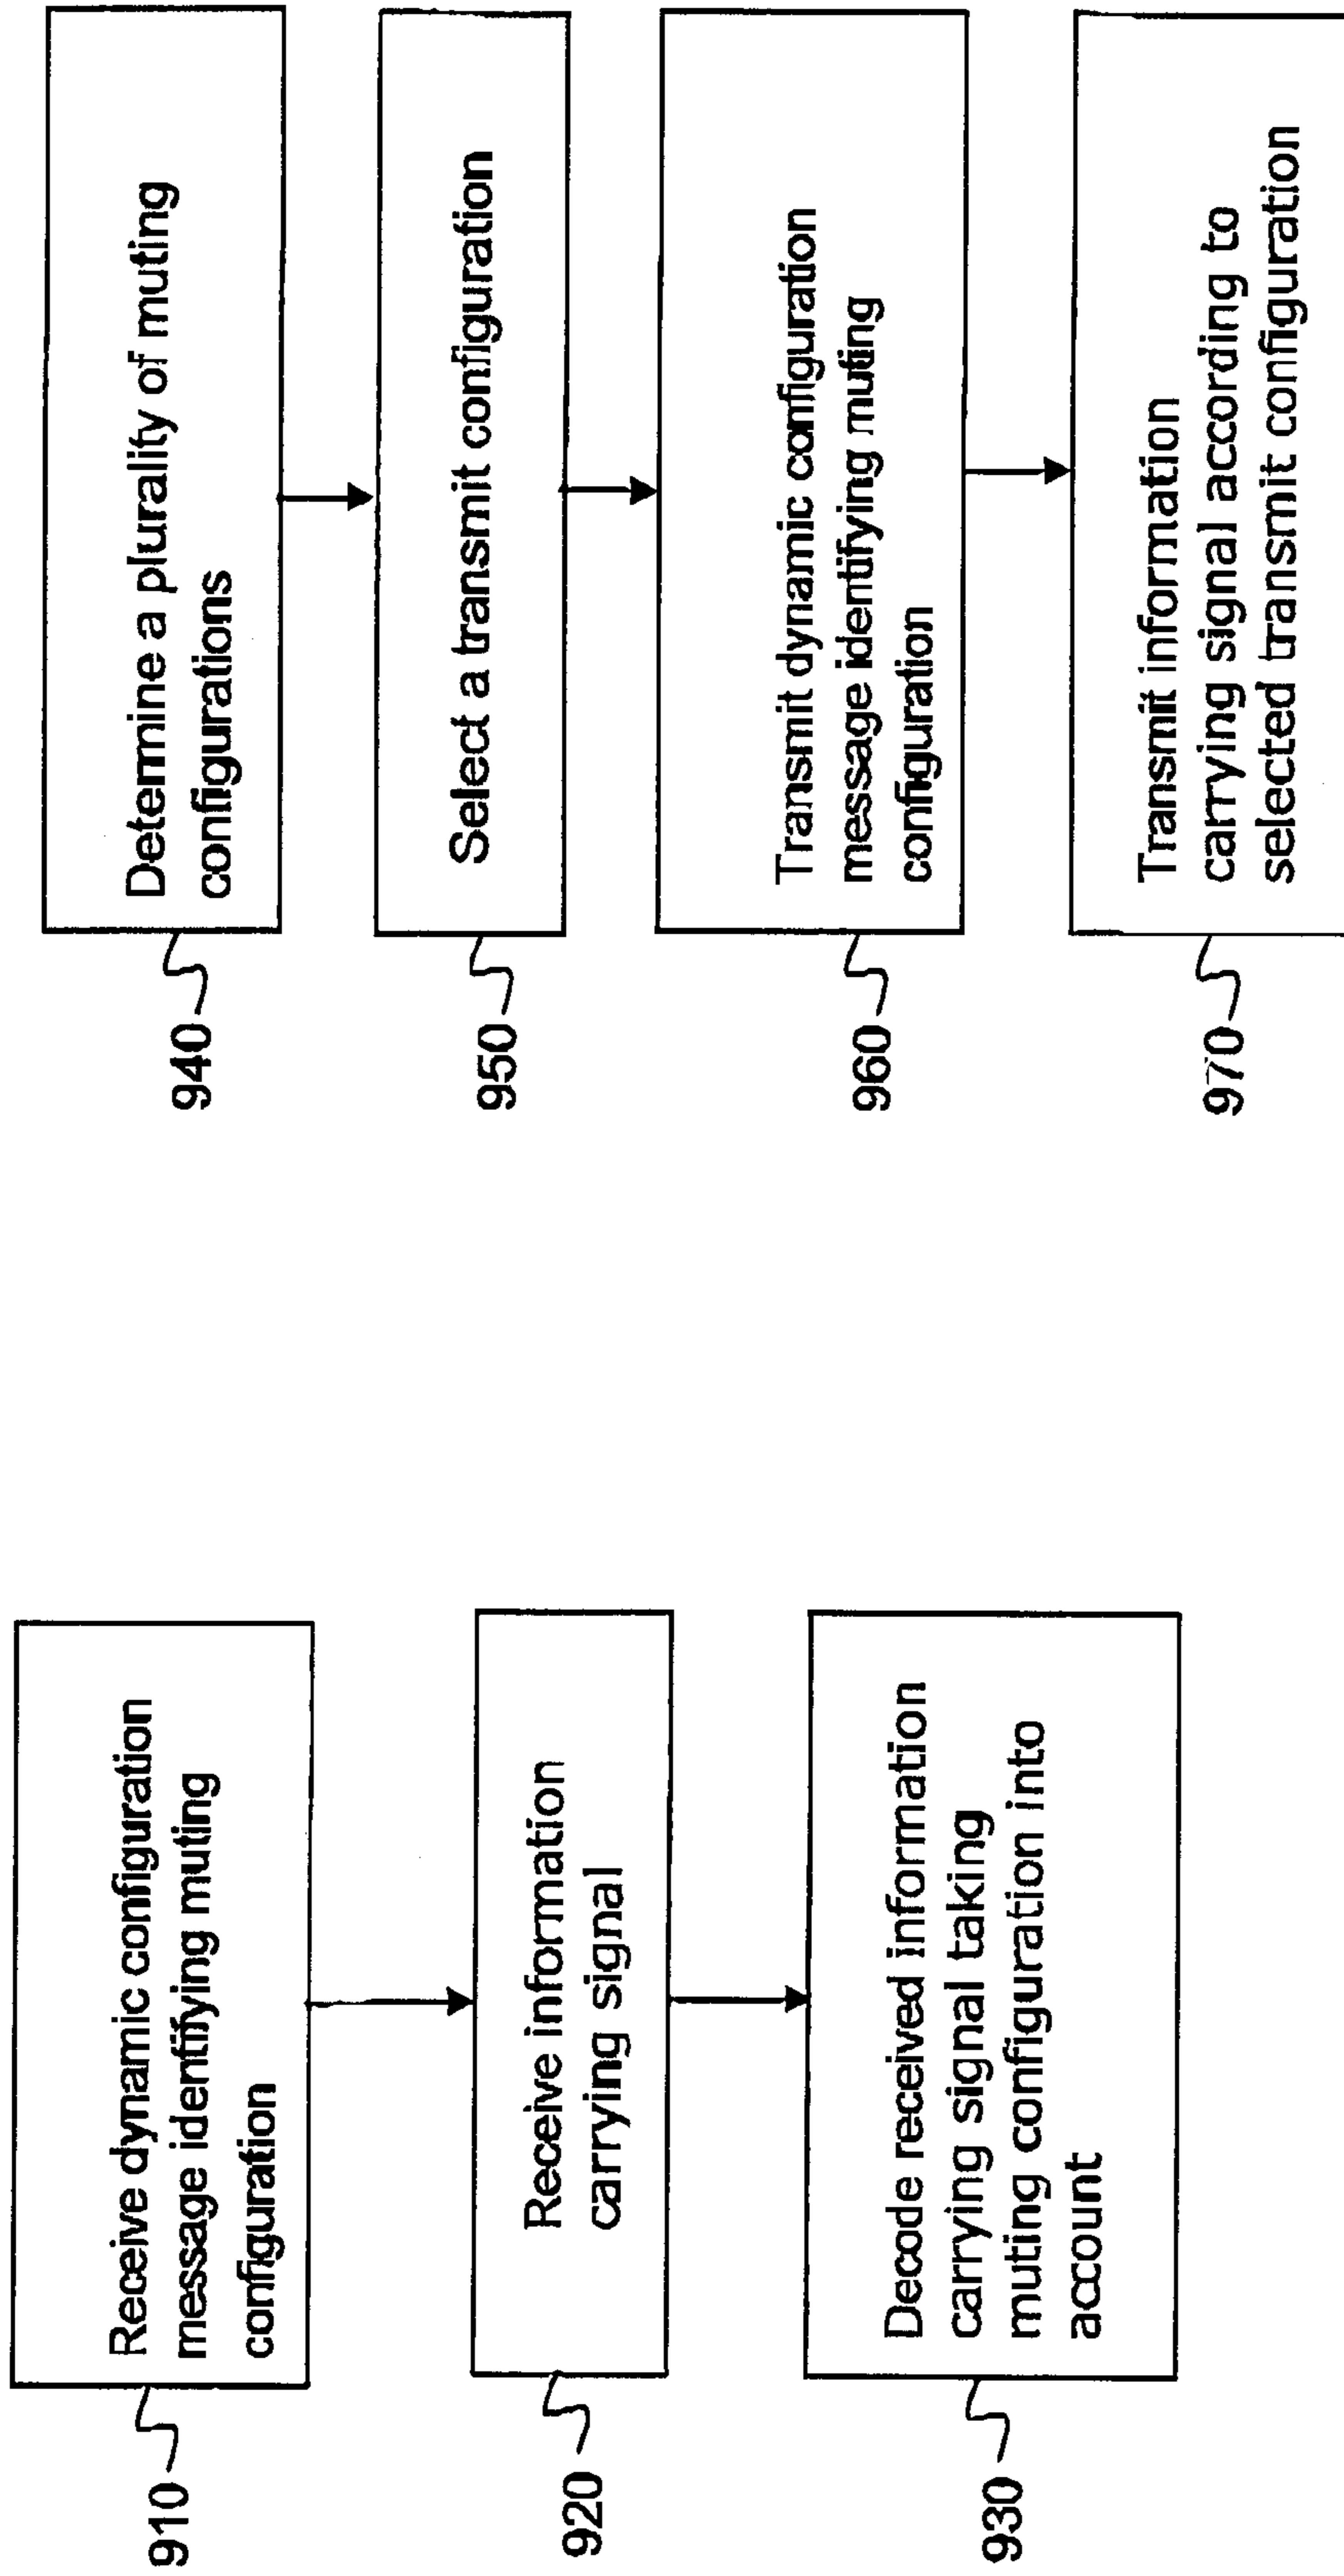 910
Receive dynamic configuration
message identifying muting
configuration
920
Receive information
carrying signal
930
Decode received information
carrying signal taking
muting configuration into
account
940
Determine a plurality of muting
configurations
950
Select a transmit configuration
960
Transmit dynamic configuration
message identifying muting
configuration
970
Transmit information
carrying signal according to
selected transmit configuration